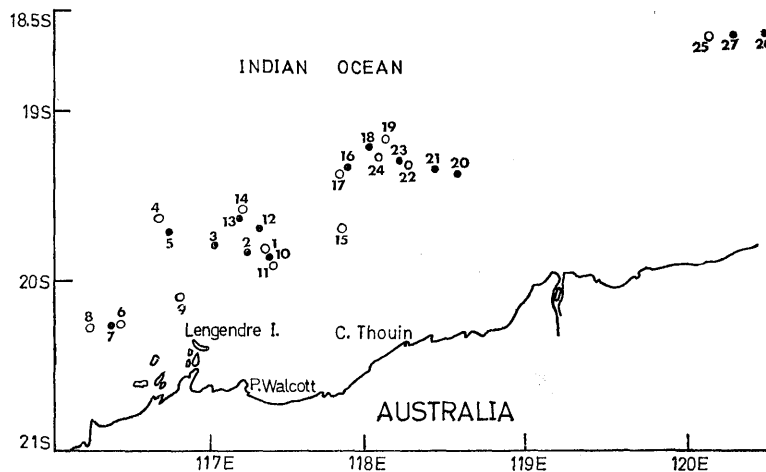 18.5S
25 27 28
INDIAN OCEAN
19S
19
18
16 23 21 20
17 24 22
14
4 13 12
5 3 2 1 10
11
15
20S
8 6 9
7
Lengendre I.
C. Thouin
P.Walcott
AUSTRALIA
21S
117E 118E 119E 120E